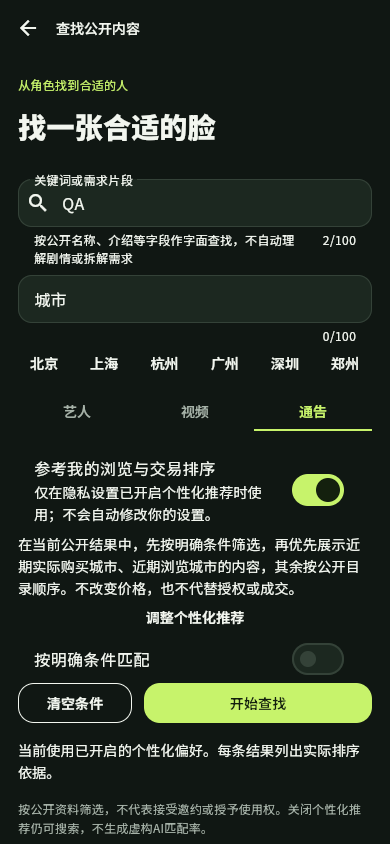 查找公开内容
从角色找到合适的人
找一张合适的脸
关键词或需求片段
QA
按公开名称、介绍等字段作字面查找，不自动理 2/100
解剧情或拆解需求
城市
0/100
北京 上海 杭州 广州 深圳 郑州
艺人 视频 通告
参考我的浏览与交易排序
仅在隐私设置已开启个性化推荐时使
用；不会自动修改你的设置。
在当前公开结果中，先按明确条件筛选，再优先展示近
期实际购买城市、近期浏览城市的内容，其余按公开目
录顺序。不改变价格，也不代替授权或成交。
调整个性化推荐
按明确条件匹配
清空条件 开始查找
当前使用已开启的个性化偏好。每条结果列出实际排序
依据。
按公开资料筛选，不代表接受邀约或授予使用权。关闭个性化推
荐仍可搜索，不生成虚构AI匹配率。